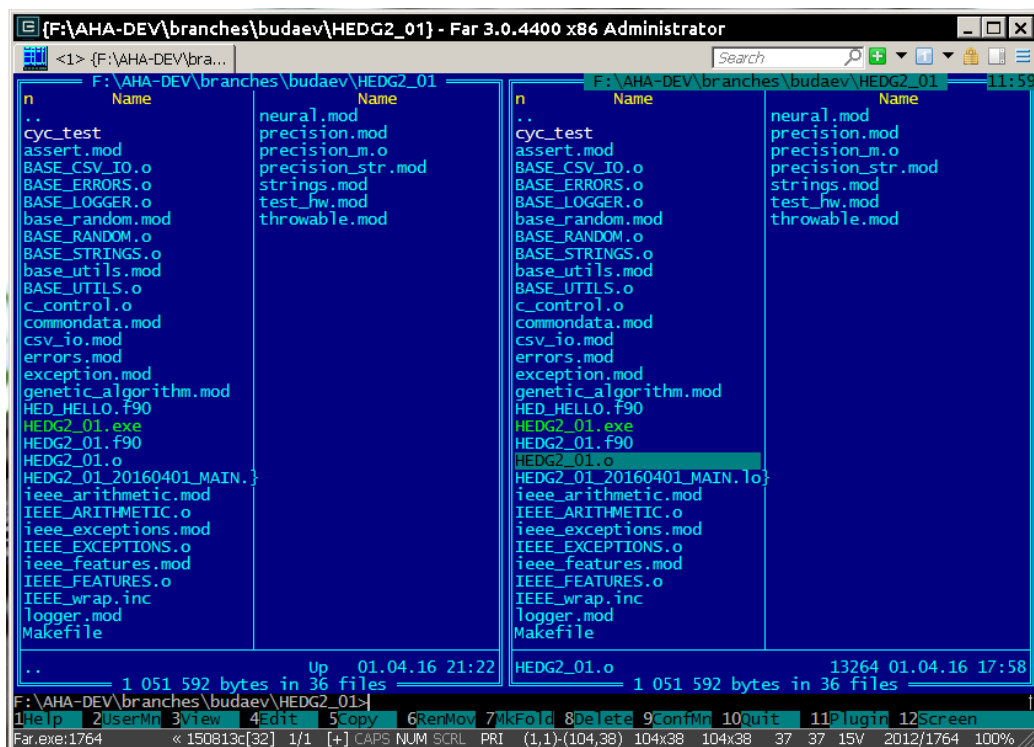 {F:\AHA-DEV\branches\budaev\HEDG2_01} - Far 3.0.4400 x86 Administrator
<1> {F:\AHA-DEV\bra...
Search
F:\AHA-DEV\branches\budaev\HEDG2_01
n Name Name
..
cyc_test
assert.mod
BASE_CSV_IO.o
BASE_ERRORS.o
BASE_LOGGER.o
base_random.mod
BASE_RANDOM.o
BASE_STRINGS.o
base_utils.mod
BASE_UTILS.o
c_control.o
commondata.mod
csv_io.mod
errors.mod
exception.mod
genetic_algorithm.mod
HED_HELLO.f90
HEDG2_01.exe
HEDG2_01.f90
HEDG2_01.o
HEDG2_01_20160401_MAIN.}
ieee_arithmetic.mod
IEEE_ARITHMETIC.o
ieee_exceptions.mod
IEEE_EXCEPTIONS.o
ieee_features.mod
IEEE_FEATURES.o
IEEE_wrap.inc
logger.mod
Makefile
neural.mod
precision.mod
precision_m.o
precision_str.mod
strings.mod
test_hw.mod
throwable.mod
.. Up 01.04.16 21:22
1 051 592 bytes in 36 files
F:\AHA-DEV\branches\budaev\HEDG2_01 11:59
n Name Name
..
cyc_test
assert.mod
BASE_CSV_IO.o
BASE_ERRORS.o
BASE_LOGGER.o
base_random.mod
BASE_RANDOM.o
BASE_STRINGS.o
base_utils.mod
BASE_UTILS.o
c_control.o
commondata.mod
csv_io.mod
errors.mod
exception.mod
genetic_algorithm.mod
HED_HELLO.f90
HEDG2_01.exe
HEDG2_01.f90
HEDG2_01.o
HEDG2_01_20160401_MAIN.lo}
ieee_arithmetic.mod
IEEE_ARITHMETIC.o
ieee_exceptions.mod
IEEE_EXCEPTIONS.o
ieee_features.mod
IEEE_FEATURES.o
IEEE_wrap.inc
logger.mod
Makefile
neural.mod
precision.mod
precision_m.o
precision_str.mod
strings.mod
test_hw.mod
throwable.mod
HEDG2_01.o 13264 01.04.16 17:58
1 051 592 bytes in 36 files
F:\AHA-DEV\branches\budaev\HEDG2_01>
1Help 2UserMn 3View 4Edit 5Copy 6RenMov 7MkFold 8Delete 9ConfMn 10Quit 11Plugin 12Screen
Far.exe:1764 « 150813c[32] 1/1 [+] CAPS NUM SCRL PRI (1,1)-(104,38) 104x38 104x38 37 37 15V 2012/1764 100%